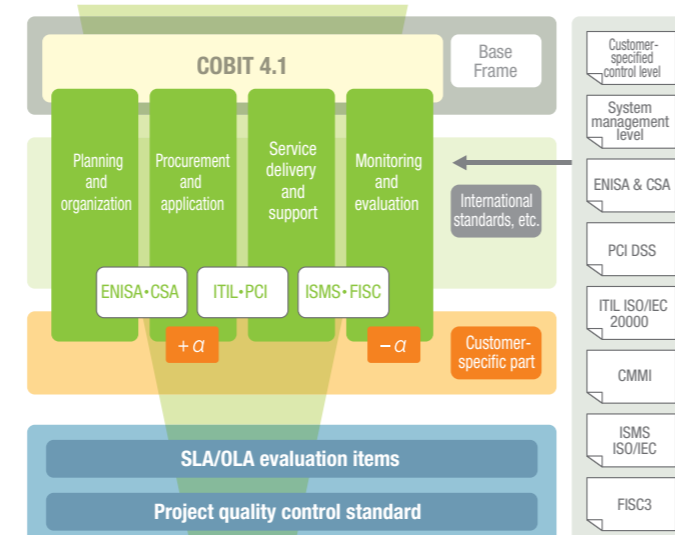 COBIT 4.1
Base
Frame
Planning
and
organization
Procurement
and
application
Service
delivery
and
support
Monitoring
and
evaluation
International
standards, etc.
ENISA•CSA
ITIL•PCI
ISMS•FISC
+α
−α
Customer-
specific part
SLA/OLA evaluation items
Project quality control standard
Customer-
specified
control level
System
management
level
ENISA & CSA
PCI DSS
ITIL ISO/IEC
20000
CMMI
ISMS
ISO/IEC
FISC3